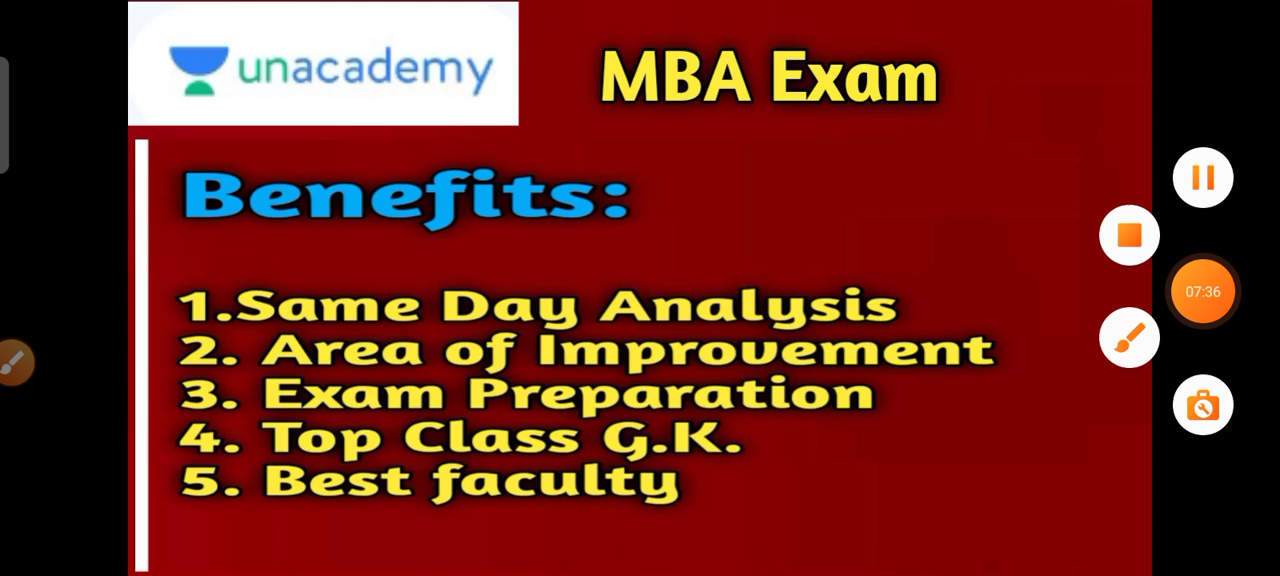 unacademy
MBA Exam
Benefits:
1.Same Day Analysis
2. Area of Improvement
3. Exam Preparation
4. Top Class G.K.
5. Best faculty
07:36